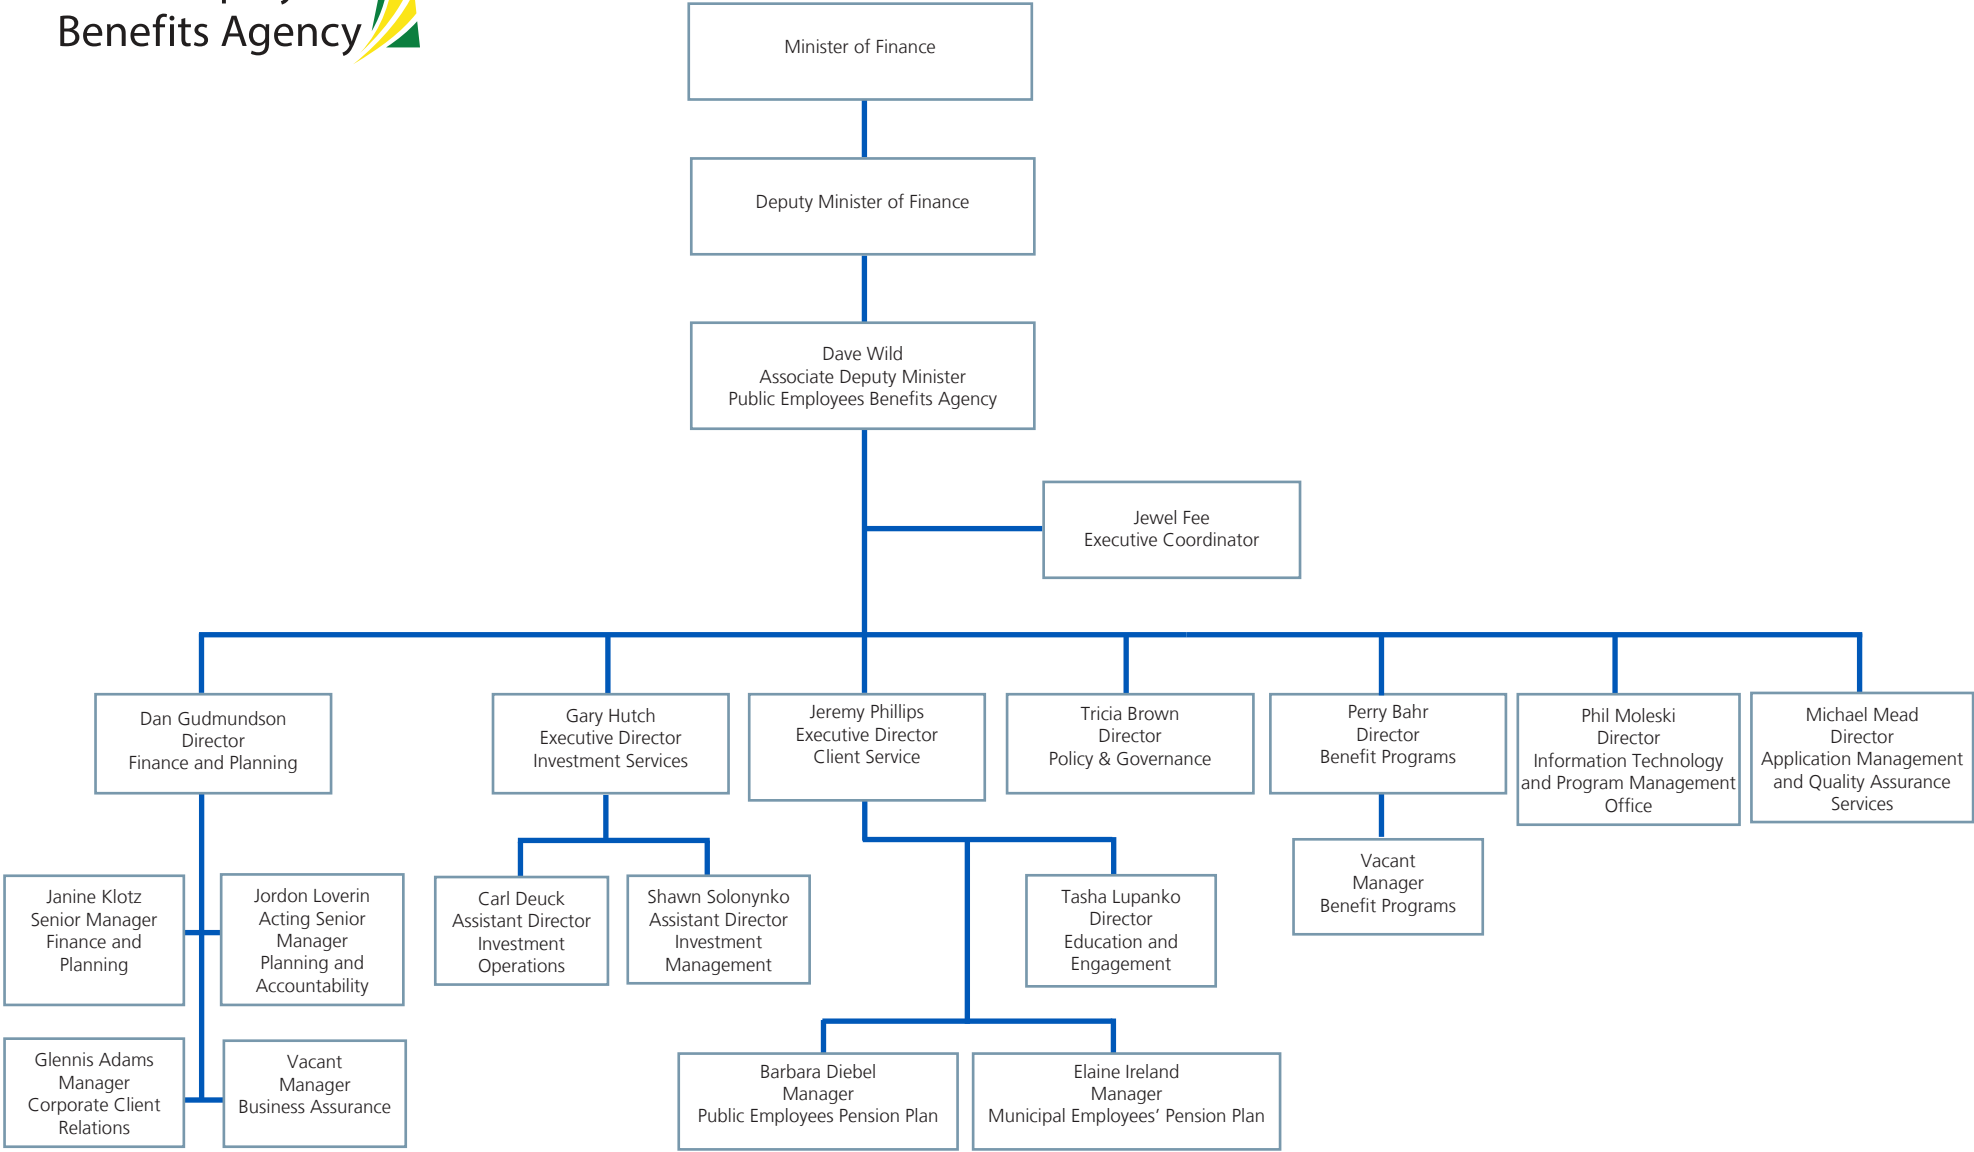 Benefits Agency
Minister of Finance
Deputy Minister of Finance
Dave Wild
Associate Deputy Minister
Public Employees Benefits Agency
Jewel Fee
Executive Coordinator
Dan Gudmundson
Director
Finance and Planning
Gary Hutch
Executive Director
Investment Services
Jeremy Phillips
Executive Director
Client Service
Tricia Brown
Director
Policy & Governance
Perry Bahr
Director
Benefit Programs
Phil Moleski
Director
Information Technology
and Program Management
Office
Michael Mead
Director
Application Management
and Quality Assurance
Services
Janine Klotz
Senior Manager
Finance and
Planning
Jordon Loverin
Acting Senior
Manager
Planning and
Accountability
Carl Deuck
Assistant Director
Investment
Operations
Shawn Solonynko
Assistant Director
Investment
Management
Tasha Lupanko
Director
Education and
Engagement
Vacant
Manager
Benefit Programs
Glennis Adams
Manager
Corporate Client
Relations
Vacant
Manager
Business Assurance
Barbara Diebel
Manager
Public Employees Pension Plan
Elaine Ireland
Manager
Municipal Employees’ Pension Plan